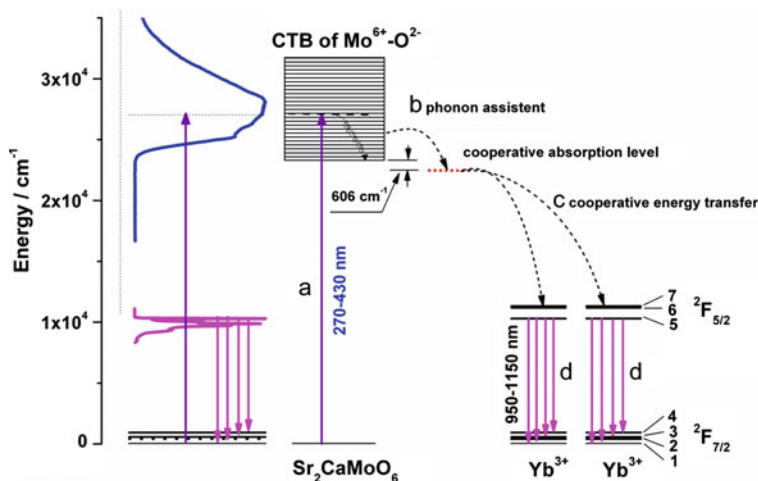 CTB of Mo6+-O2-
3x10⁴
b phonon assistent
cooperative absorption level
2x10⁴
606 cm⁻¹
c cooperative energy transfer
Energy / cm⁻¹
a
270-430 nm
1x10⁴
7
6
5
²F5/2
950-1150 nm
d
d
4
3
2
1
²F7/2
0
Sr₂CaMoO₆
Yb³⁺
Yb³⁺